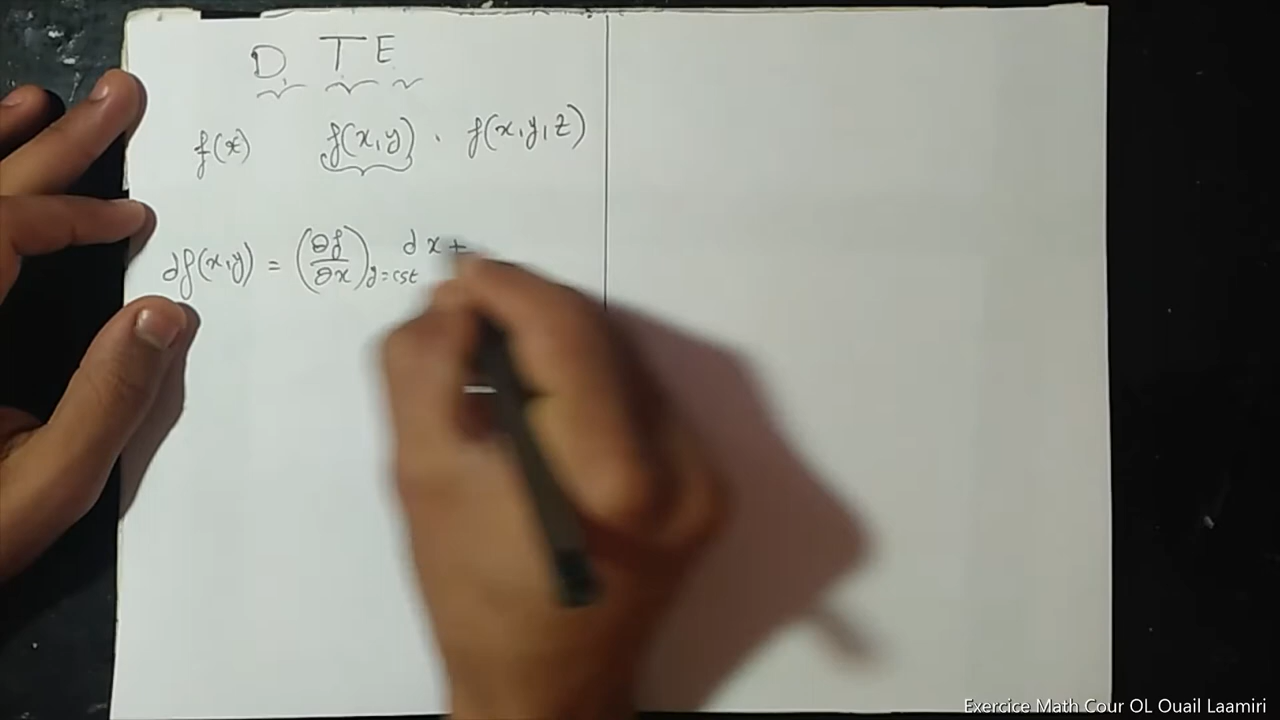 D T E
f(x) f(x,y) . f(x,y,z)
df(x,y) = (∂f/∂x)y=cst dx +
Exercice Math Cour OL Ouail Laamiri